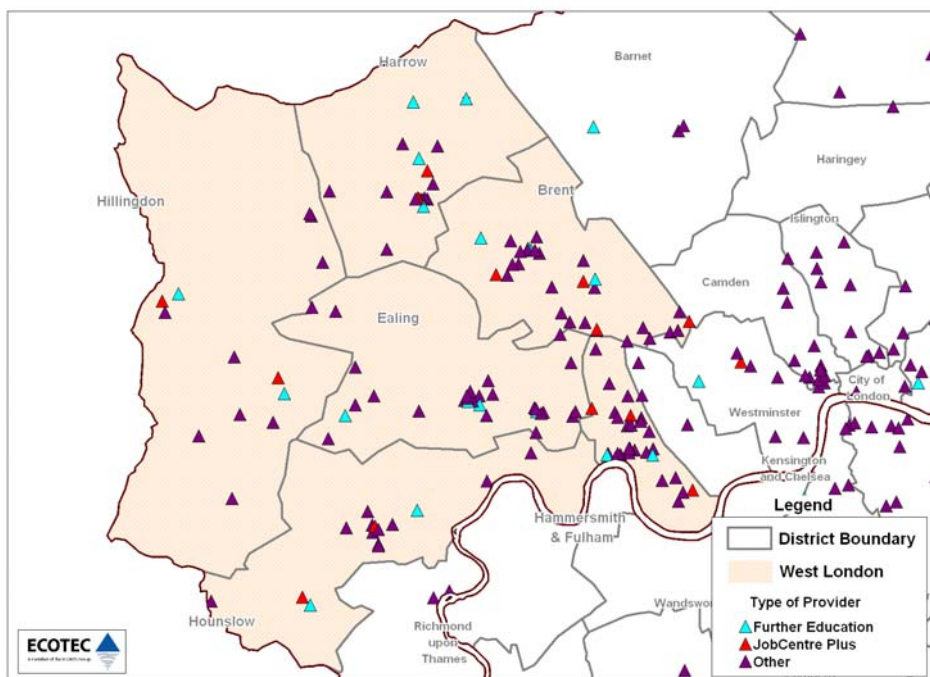 Harrow
Barnet
Haringey
Hillingdon
Brent
Islington
Camden
Ealing
City of
London
Westminster
Kensington
and Chelsea
Hammersmith
& Fulham
Hounslow
Richmond
upon
Thames
Wandsw
Legend
District Boundary
West London
Type of Provider
Further Education
JobCentre Plus
Other
ECOTEC